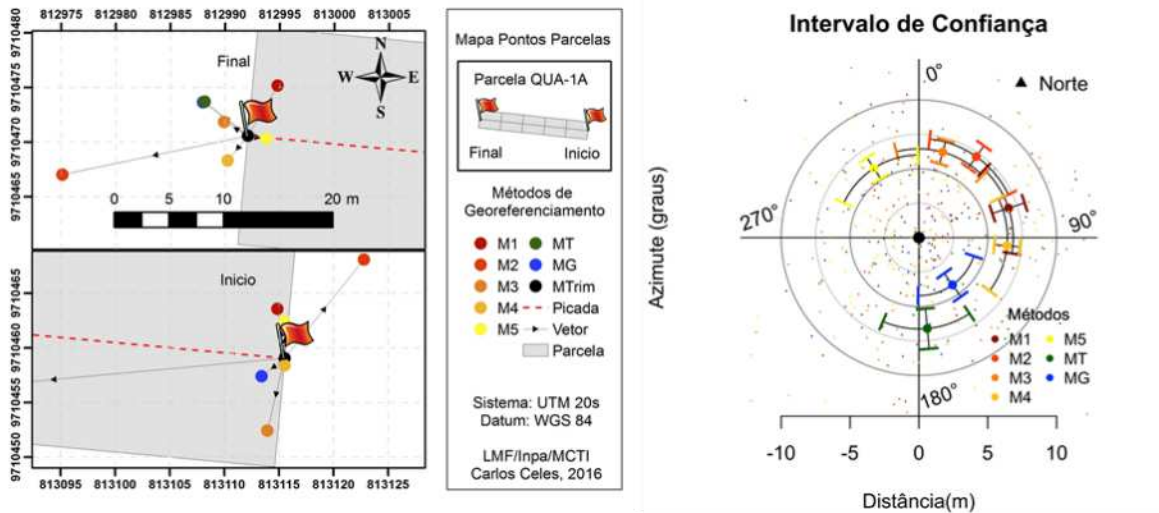 812975 812985 812990 812995 813000 813005
9710480
9710475
9710470
9710465
Final
N
W E
S
0 5 10 20 m
9710465
9710460
9710455
9710450
Inicio
813095 813100 813105 813110 813115 813120 813125
Mapa Pontos Parcelas
Parcela QUA-1A
Final Inicio
Métodos de
Georeferenciamento
M1 MT
M2 MG
M3 MTrim
M4 Picada
M5 Vetor
Parcela
Sistema: UTM 20s
Datum: WGS 84
LMF/Inpa/MCTI
Carlos Celes, 2016
Intervalo de Confiança
0°
Norte
270°
90°
180°
Azimute (graus)
Métodos
M1 M5
M2 MT
M3 MG
M4
-10 -5 0 5 10
Distância(m)